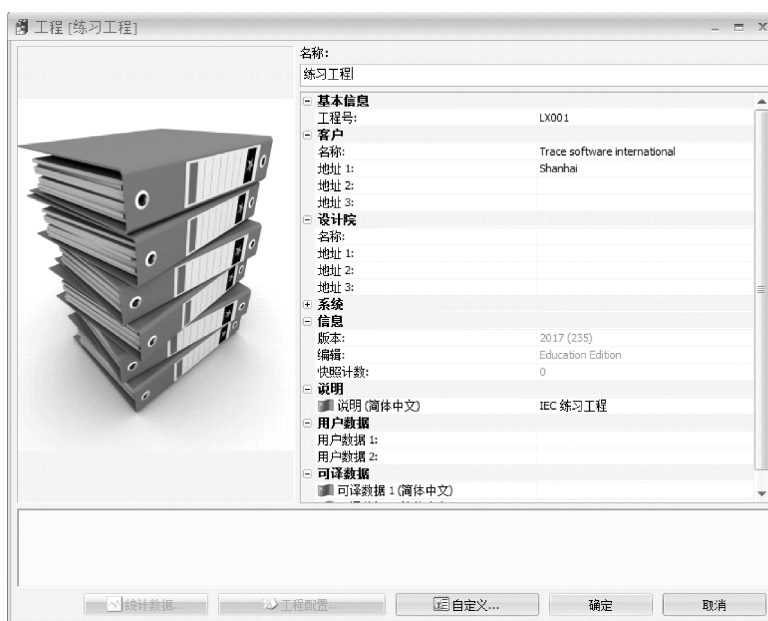 工程 [练习工程]
名称:
练习工程
基本信息
工程号: LX001
客户
名称: Trace software international
地址 1: Shanhai
地址 2:
地址 3:
设计院
名称:
地址 1:
地址 2:
地址 3:
系统
信息
版本: 2017 (235)
编辑: Education Edition
快照计数: 0
说明
说明 (简体中文) IEC 练习工程
用户数据
用户数据 1:
用户数据 2:
可译数据
可译数据 1 (简体中文)
统计数据... 工程配置... 自定义... 确定 取消